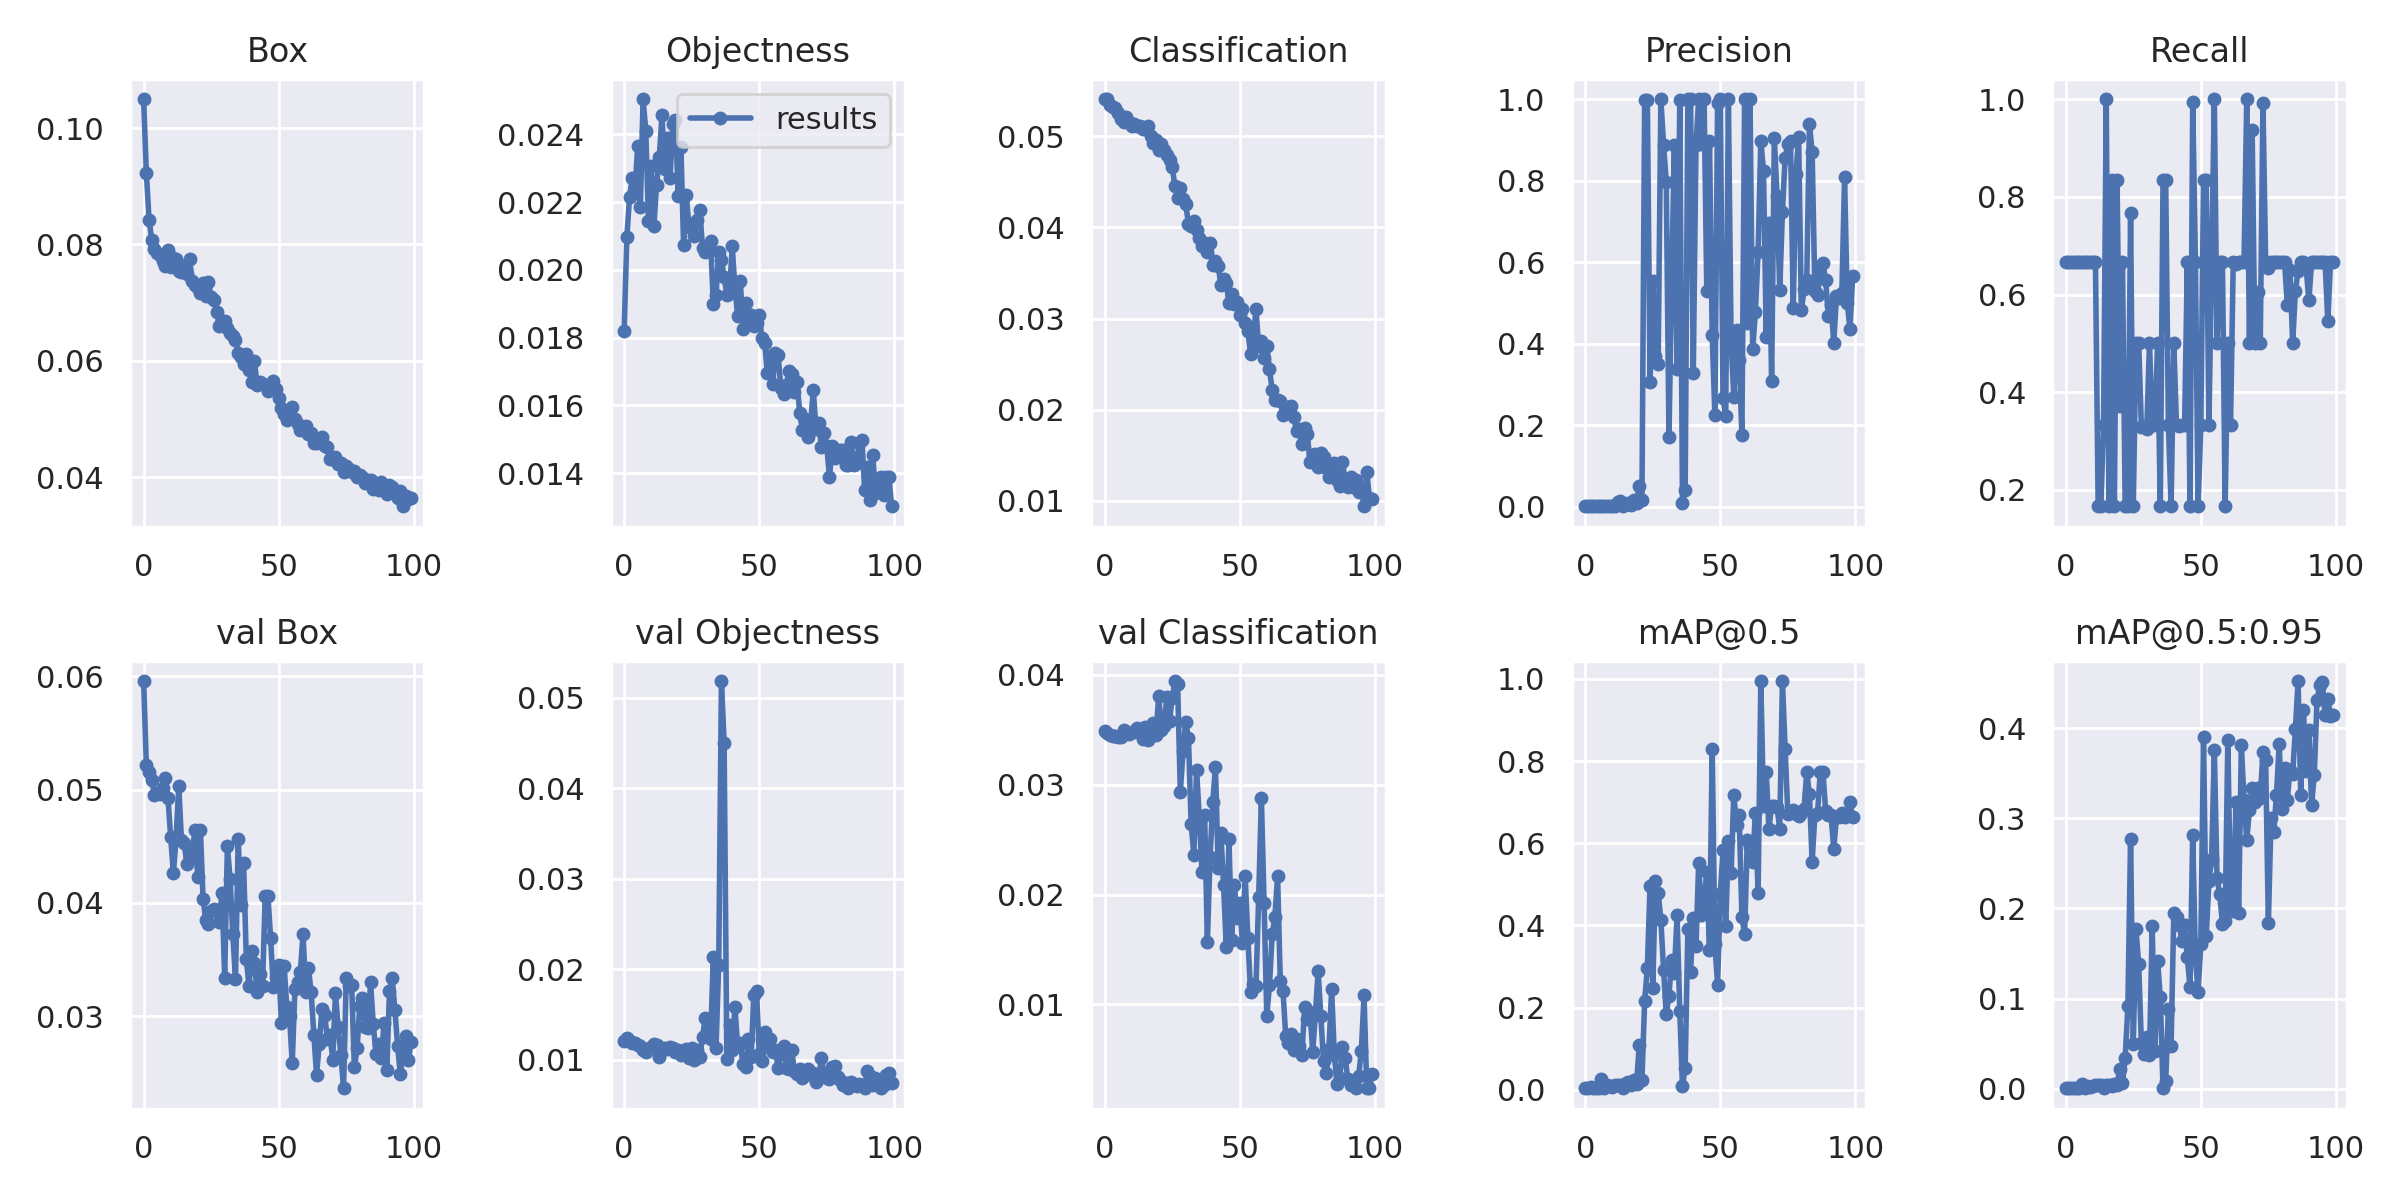 Box
Objectness
Classification
Precision
Recall
0.10
0.08
0.06
0.04
0 50 100
results
0.024
0.022
0.020
0.018
0.016
0.014
0 50 100
0.05
0.04
0.03
0.02
0.01
0 50 100
1.0
0.8
0.6
0.4
0.2
0.0
0 50 100
1.0
0.8
0.6
0.4
0.2
0 50 100
val Box
val Objectness
val Classification
mAP@0.5
mAP@0.5:0.95
0.06
0.05
0.04
0.03
0 50 100
0.05
0.04
0.03
0.02
0.01
0 50 100
0.04
0.03
0.02
0.01
0 50 100
1.0
0.8
0.6
0.4
0.2
0.0
0 50 100
0.4
0.3
0.2
0.1
0.0
0 50 100